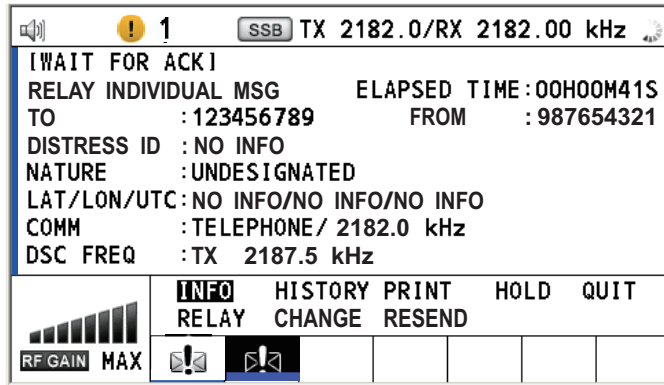 ! 1 SSB TX 2182.0/RX 2182.00 kHz
[WAIT FOR ACK]
RELAY INDIVIDUAL MSG ELAPSED TIME:00H00M41S
TO :123456789 FROM :987654321
DISTRESS ID :NO INFO
NATURE :UNDESIGNATED
LAT/LON/UTC:NO INFO/NO INFO/NO INFO
COMM :TELEPHONE/ 2182.0 kHz
DSC FREQ :TX 2187.5 kHz
INFO HISTORY PRINT HOLD QUIT
RELAY CHANGE RESEND
RF GAIN MAX ! !